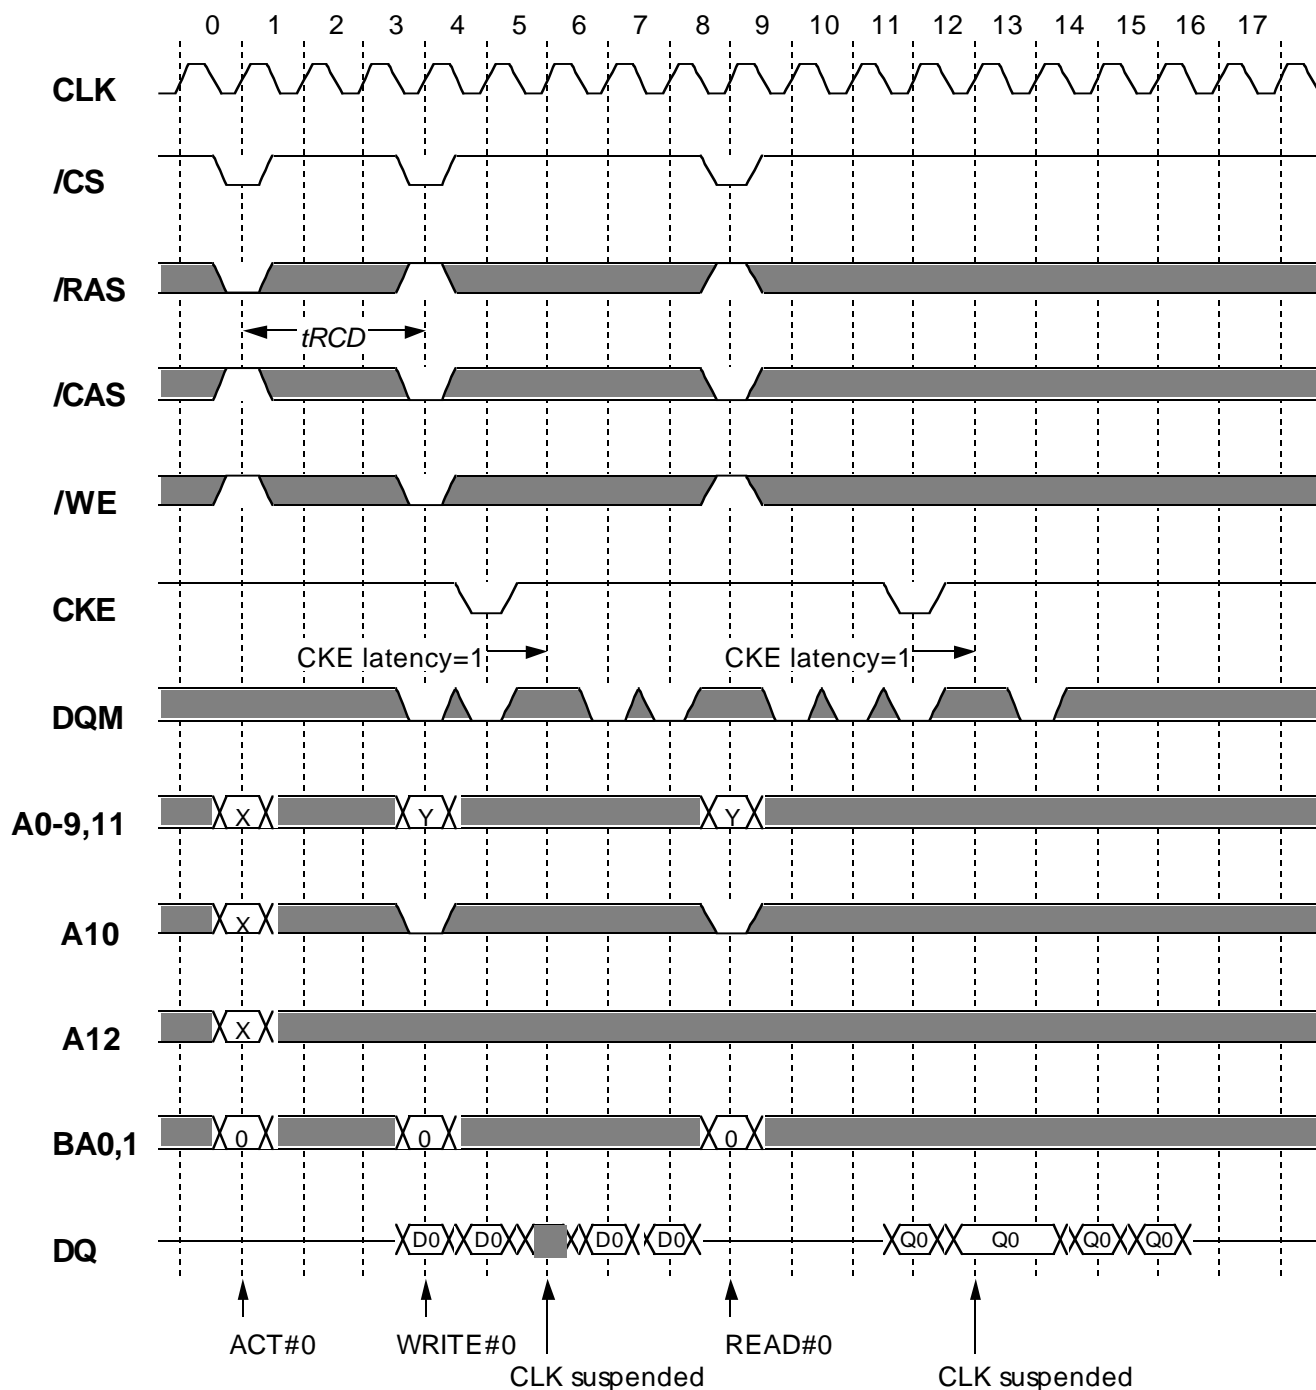 0 1 2 3 4 5 6 7 8 9 10 11 12 13 14 15 16 17
CLK
/CS
/RAS
tRCD
/CAS
/WE
CKE
CKE latency=1 CKE latency=1
DQM
A0-9,11 X Y Y
A10 X
A12 X
BA0,1 0 0 0
DQ D0 D0 D0 D0 Q0 Q0 Q0 Q0
ACT#0 WRITE#0 READ#0
CLK suspended CLK suspended